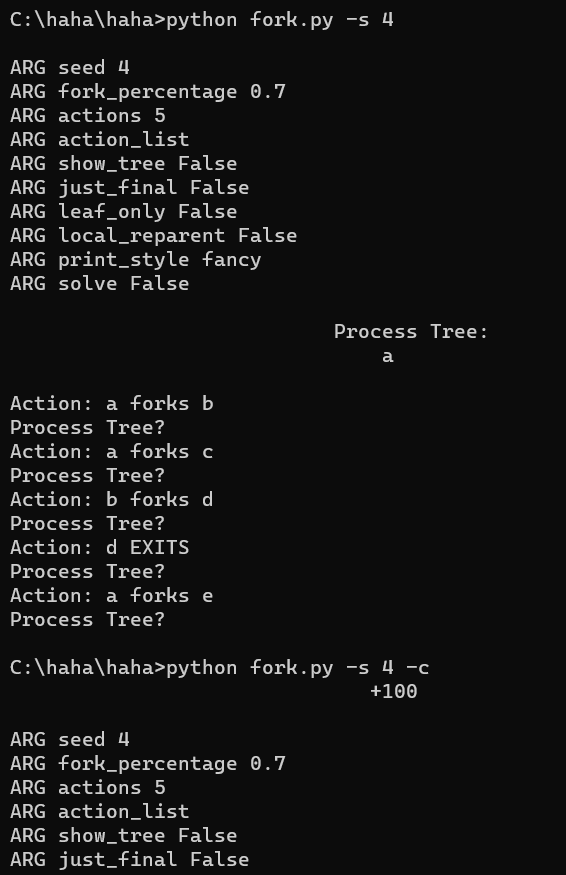 C:\haha\haha>python fork.py -s 4
ARG seed 4
ARG fork_percentage 0.7
ARG actions 5
ARG action_list
ARG show_tree False
ARG just_final False
ARG leaf_only False
ARG local_reparent False
ARG print_style fancy
ARG solve False
Process Tree:
a
Action: a forks b
Process Tree?
Action: a forks c
Process Tree?
Action: b forks d
Process Tree?
Action: d EXITS
Process Tree?
Action: a forks e
Process Tree?
C:\haha\haha>python fork.py -s 4 -c
+100
ARG seed 4
ARG fork_percentage 0.7
ARG actions 5
ARG action_list
ARG show_tree False
ARG just_final False